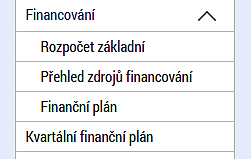 Financování
Rozpočet základní
Přehled zdrojů financování
Finanční plán
Kvartální finanční plán